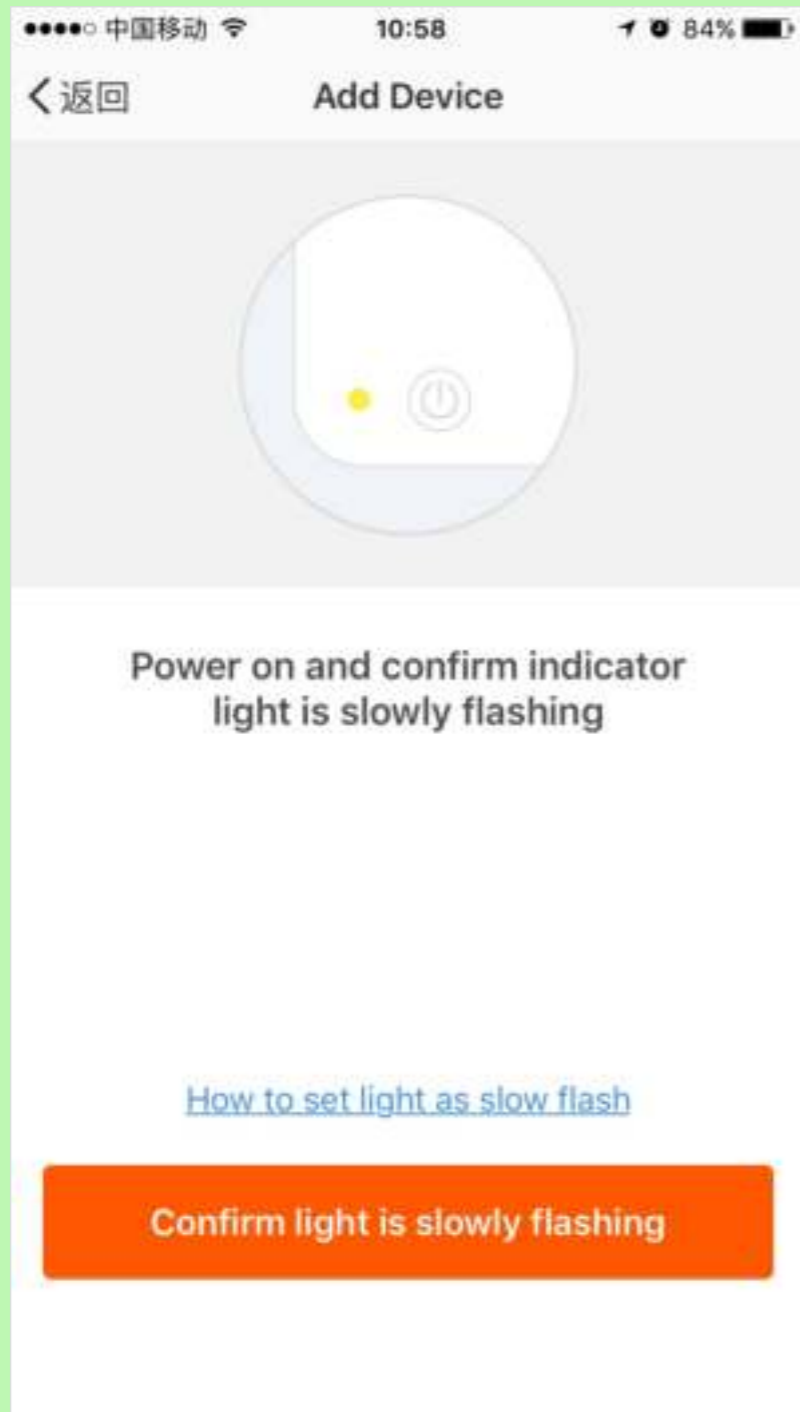 中国移动 10:58 84%
返回 Add Device
Power on and confirm indicator
light is slowly flashing
How to set light as slow flash
Confirm light is slowly flashing